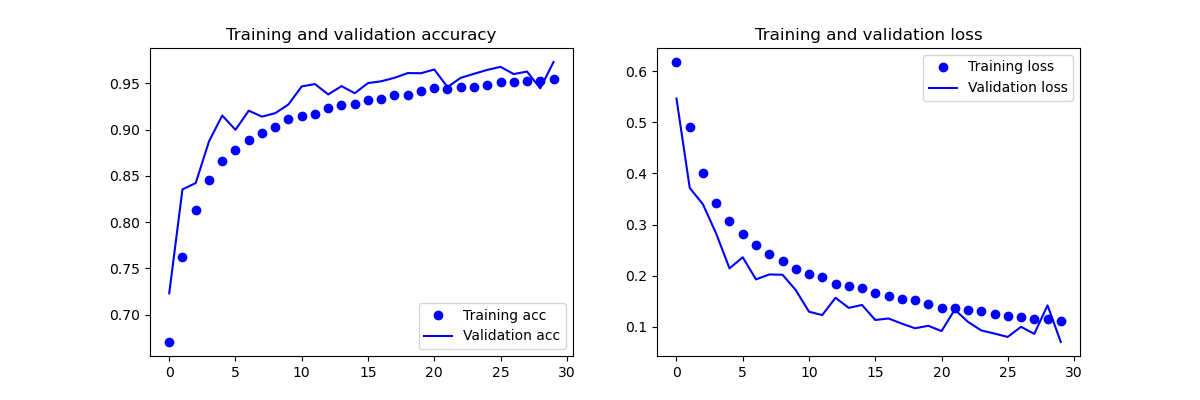 Training and validation accuracy
0.95
0.90
0.85
0.80
0.75
0.70
Training acc
Validation acc
0 5 10 15 20 25 30
Training and validation loss
0.6
0.5
0.4
0.3
0.2
0.1
Training loss
Validation loss
0 5 10 15 20 25 30